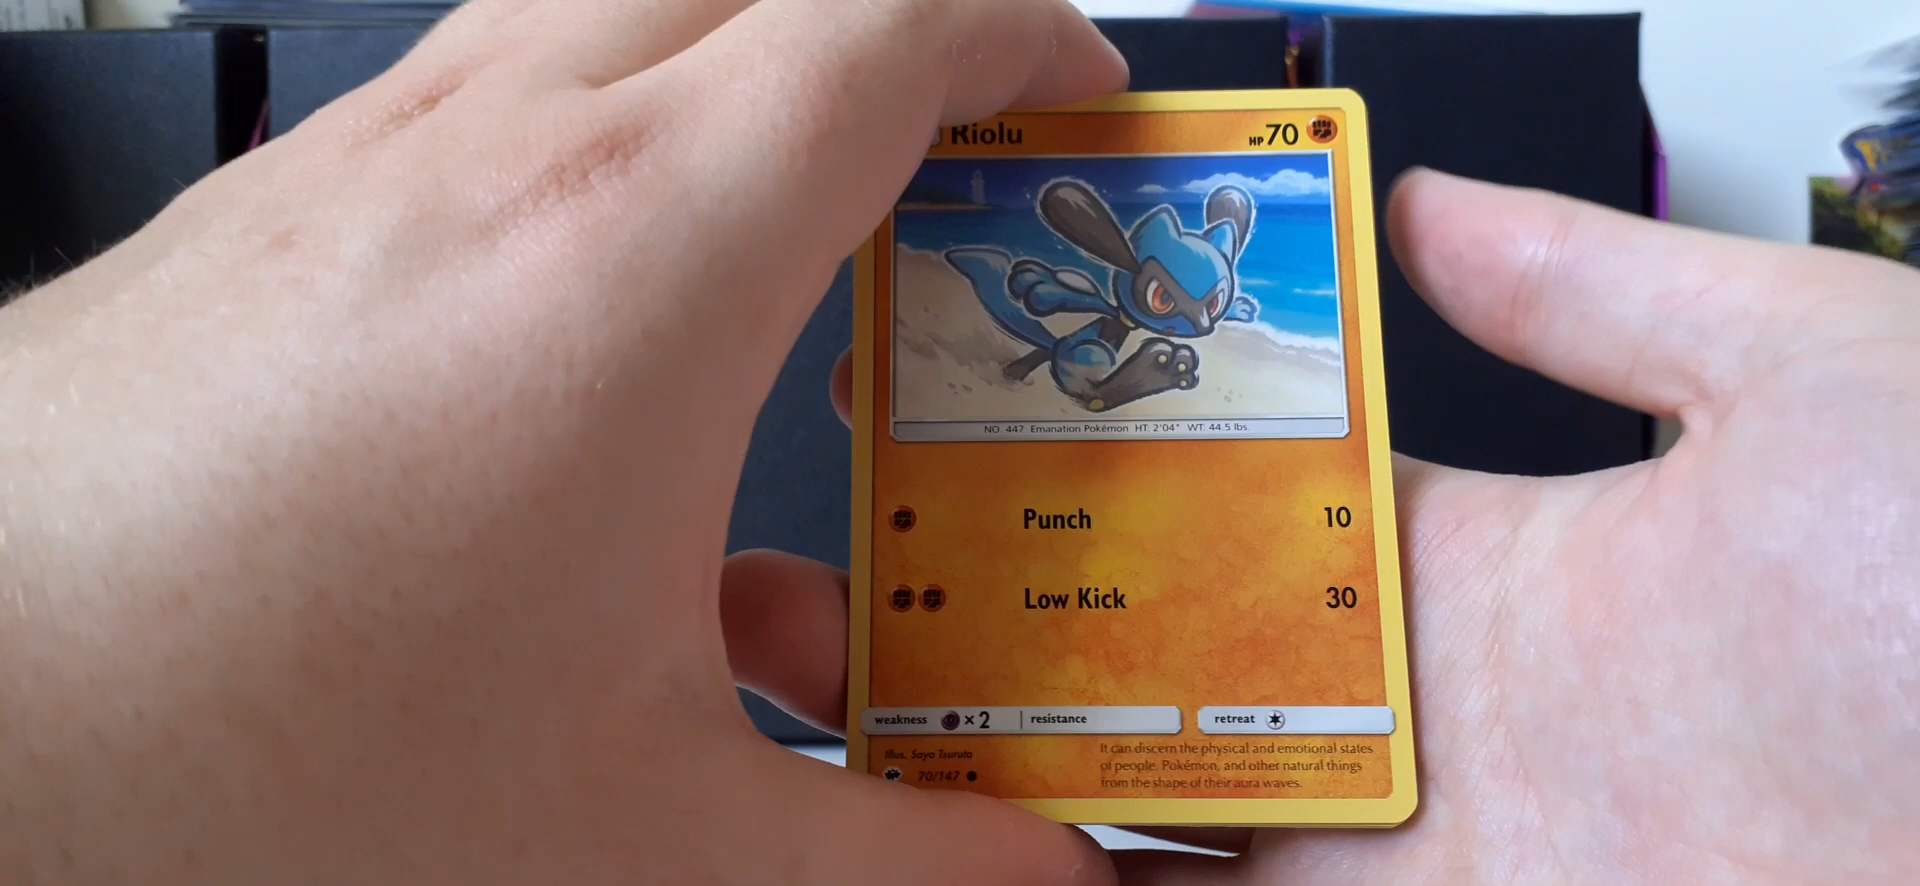 Riolu HP70
NO. 447 Emanation Pokémon HT: 2'04" WT: 44.5 lbs.
Punch 10
Low Kick 30
weakness ×2 resistance retreat
Illus. Saya Tsuruta
It can discern the physical and emotional states
of people, Pokémon, and other natural things
from the shape of their aura waves.
70/147